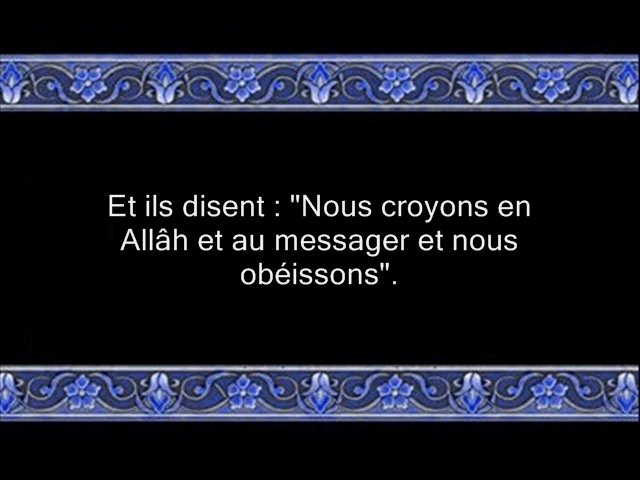 Et ils disent : "Nous croyons en
Allâh et au messager et nous
obéissons".